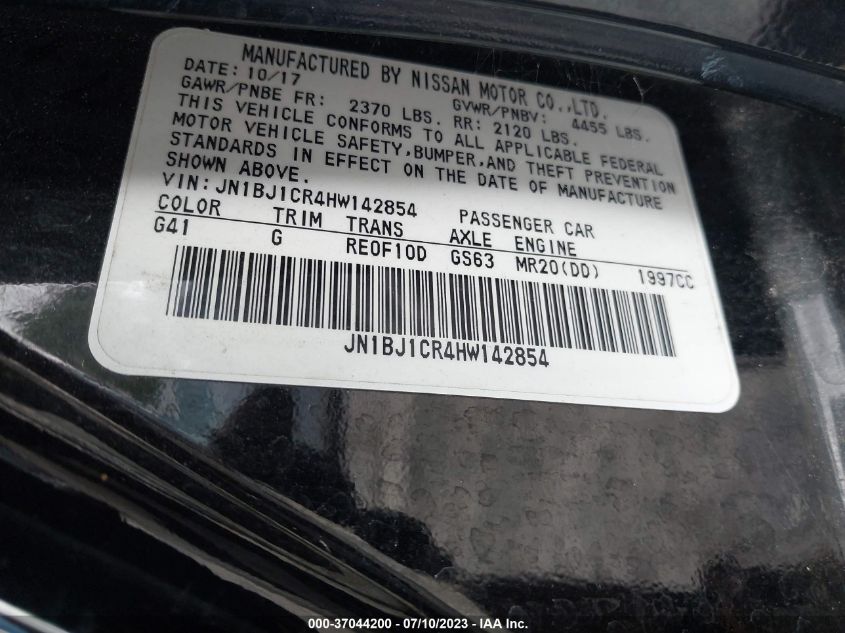 MANUFACTURED BY NISSAN MOTOR CO.,LTD.
DATE: 10/17 GVWR/PNBV: 4455 LBS.
GAWR/PNBE FR: 2370 LBS. RR: 2120 LBS.
THIS VEHICLE CONFORMS TO ALL APPLICABLE FEDERAL
MOTOR VEHICLE SAFETY,BUMPER,AND THEFT PREVENTION
STANDARDS IN EFFECT ON THE DATE OF MANUFACTURE
SHOWN ABOVE.
VIN:JN1BJ1CR4HW142854 PASSENGER CAR
COLOR TRIM TRANS AXLE ENGINE
G41 G RE0F10D GS63 MR20(DD) 1997CC
JN1BJ1CR4HW142854
000-37044200 - 07/10/2023 - IAA Inc.